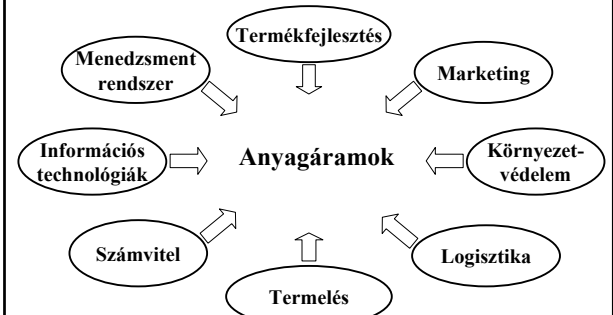 Termékfejlesztés
Menedzsment
rendszer
Marketing
Információs
technológiák
Anyagáramok
Környezet-
védelem
Számvitel
Logisztika
Termelés